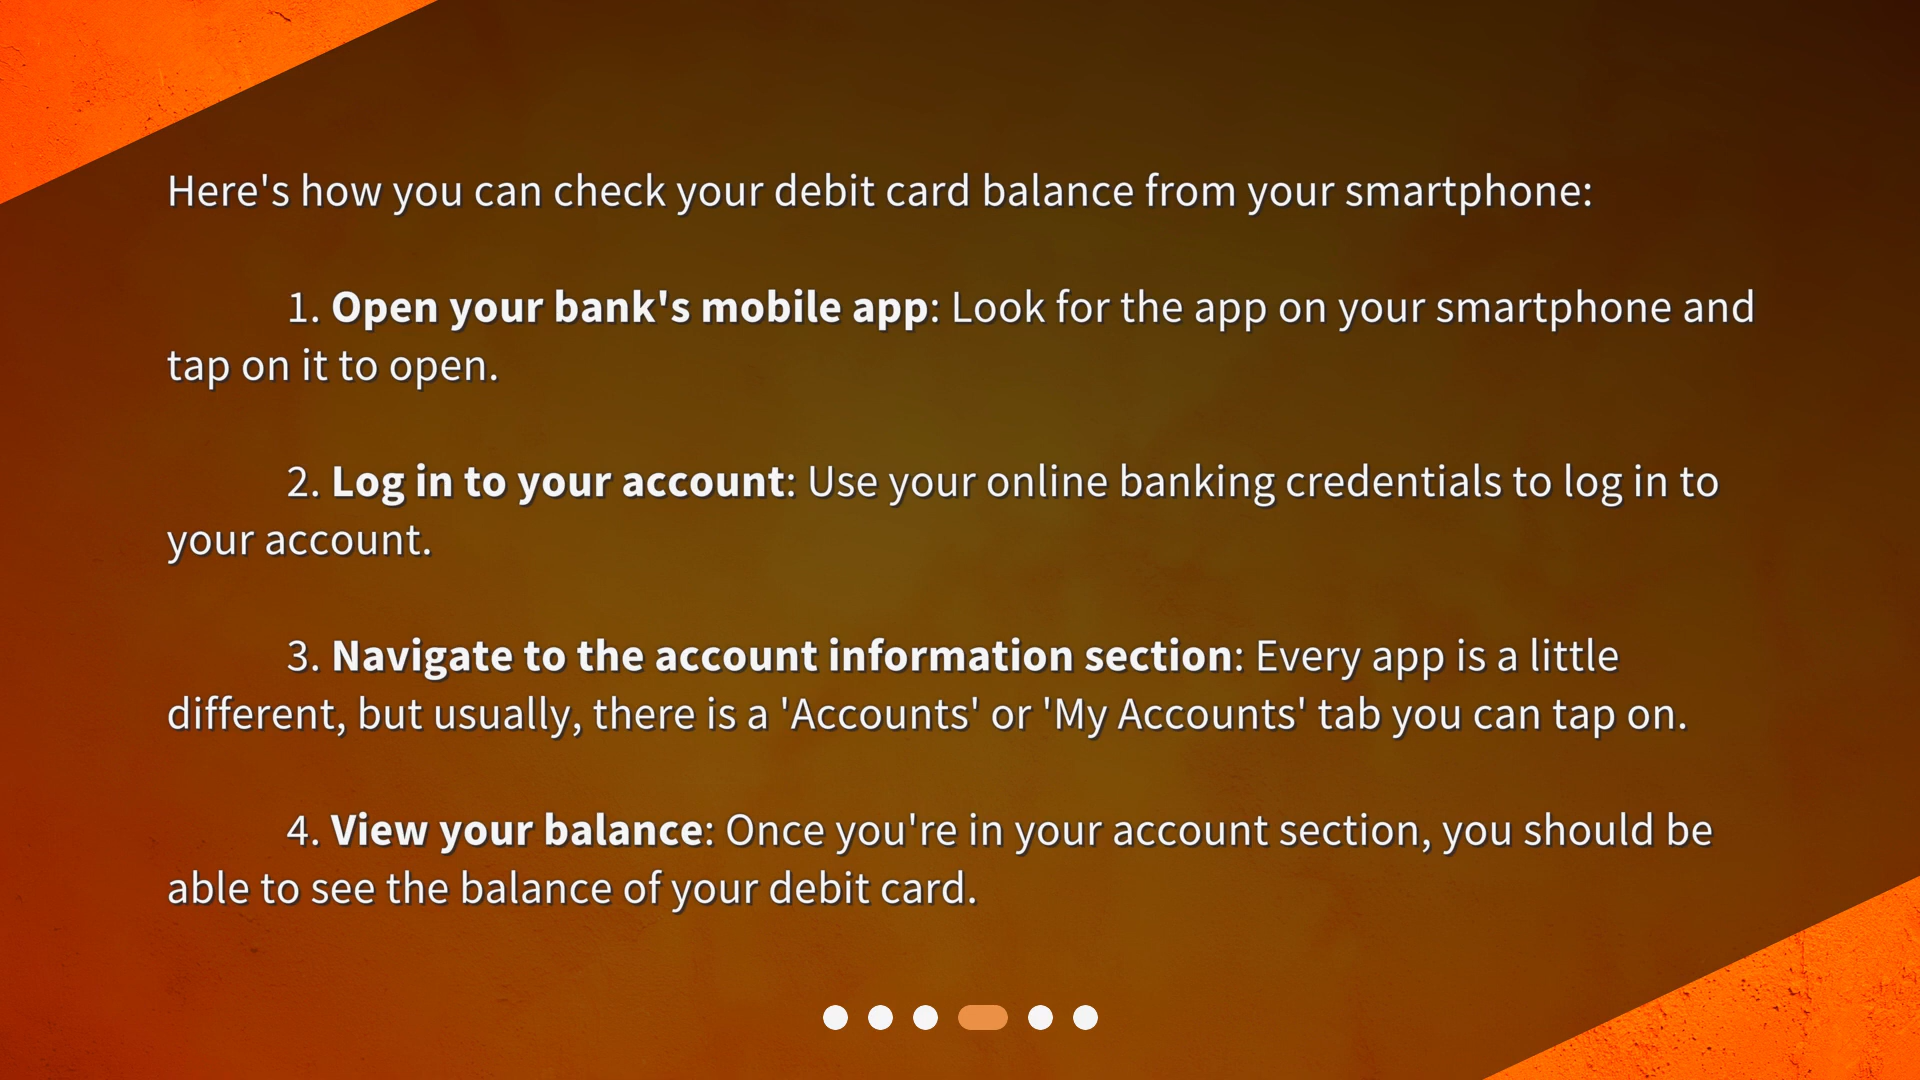 Here's how you can check your debit card balance from your smartphone:
1. Open your bank's mobile app: Look for the app on your smartphone and
tap on it to open.
2. Log in to your account: Use your online banking credentials to log in to
your account.
3. Navigate to the account information section: Every app is a little
different, but usually, there is a 'Accounts' or 'My Accounts' tab you can tap on.
4. View your balance: Once you're in your account section, you should be
able to see the balance of your debit card.